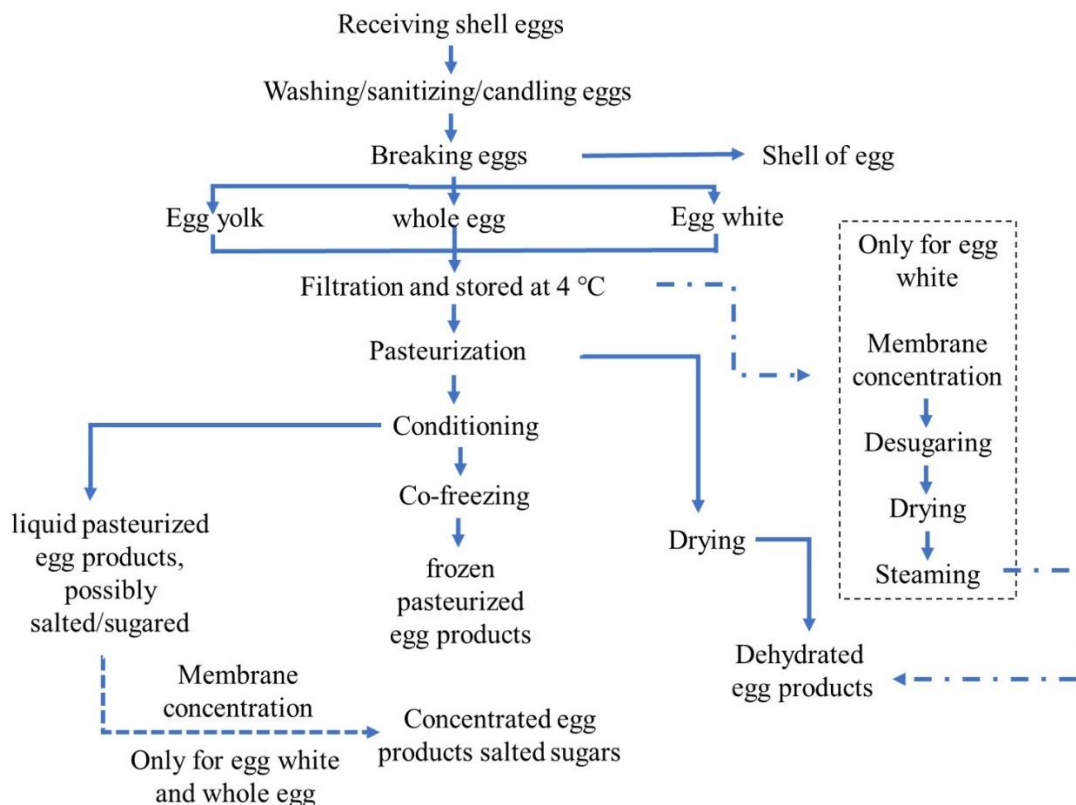 Receiving shell eggs
Washing/sanitizing/candling eggs
Breaking eggs
Shell of egg
Egg yolk
whole egg
Egg white
Filtration and stored at 4 °C
Pasteurization
Conditioning
Co-freezing
frozen
pasteurized
egg products
liquid pasteurized
egg products,
possibly
salted/sugared
Membrane
concentration
Only for egg white
and whole egg
Concentrated egg
products salted sugars
Drying
Dehydrated
egg products
Only for egg
white
Membrane
concentration
Desugaring
Drying
Steaming